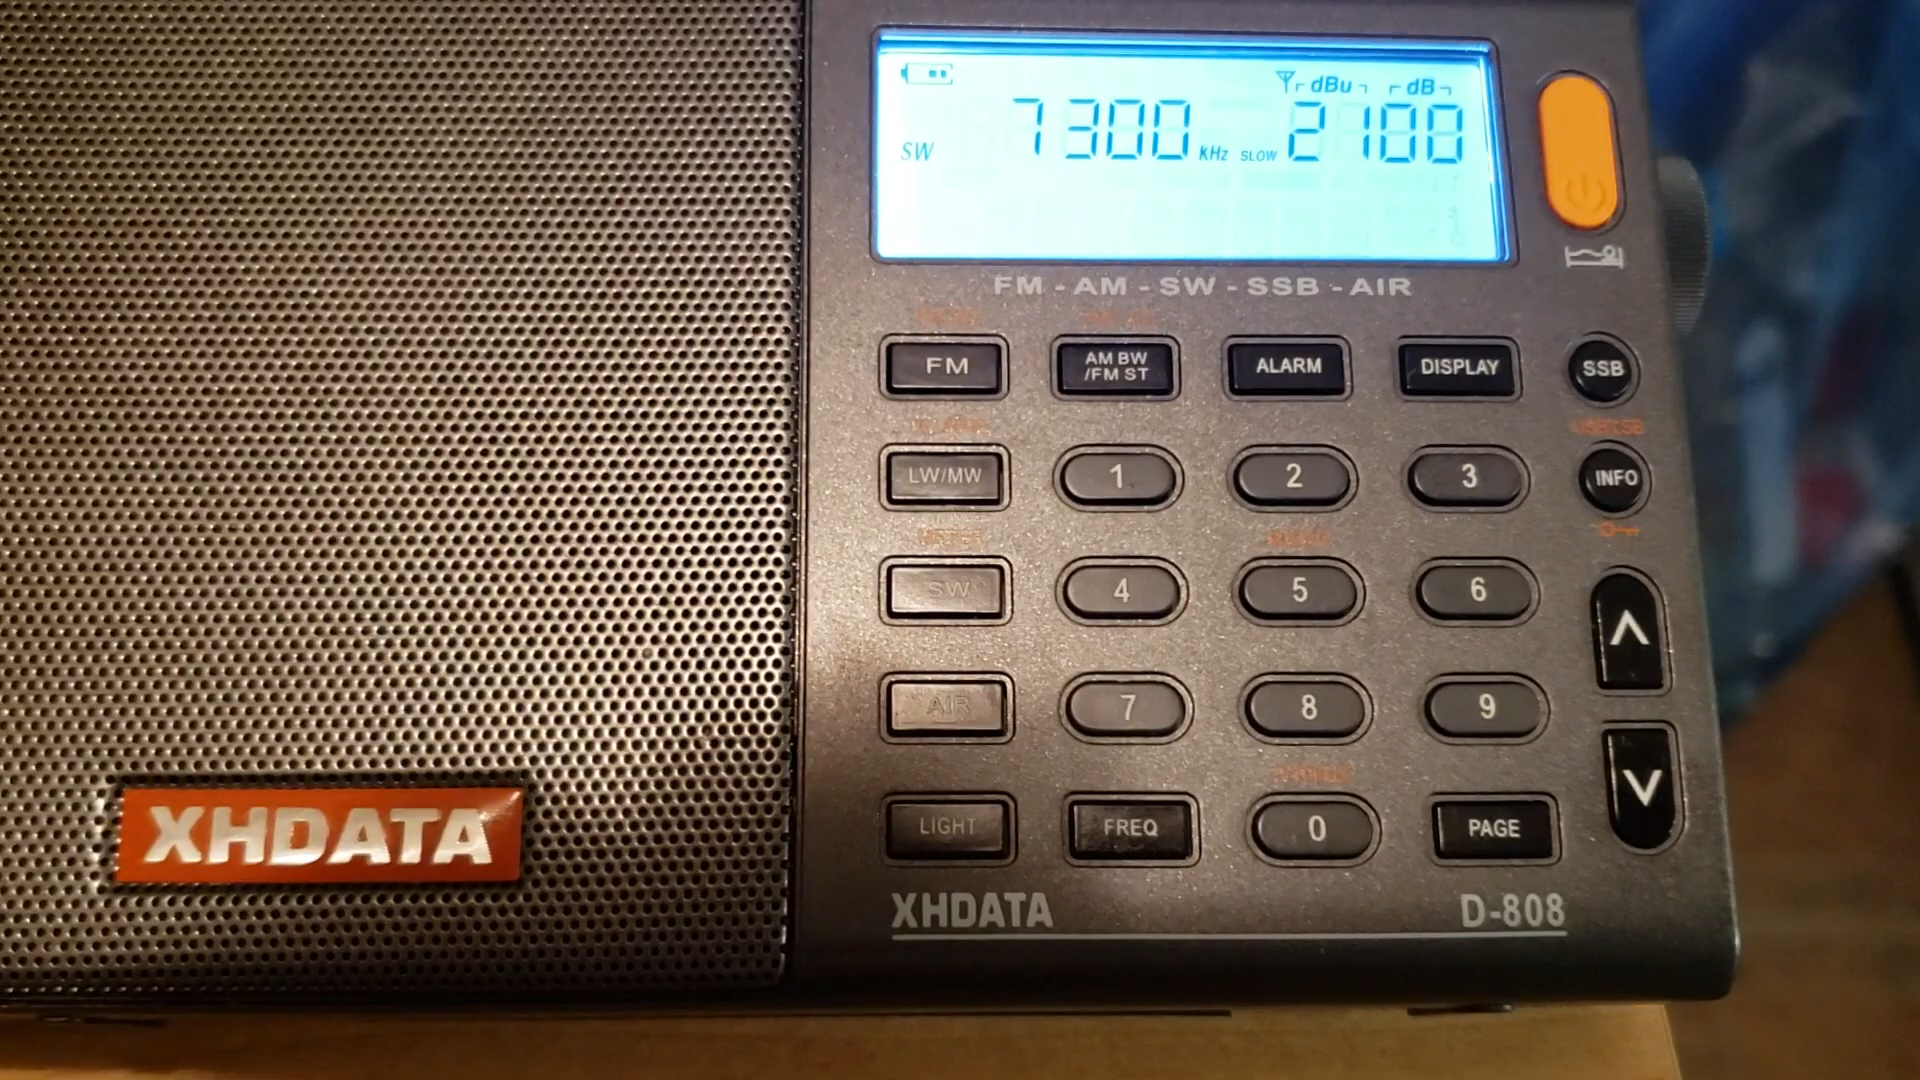 dBu dB
SW 7300 kHz SLOW 2100
FM - AM - SW - SSB - AIR
FM AM BW /FM ST ALARM DISPLAY SSB
LW/MW 1 2 3 INFO
SW 4 5 6
AIR 7 8 9
XHDATA
LIGHT FREQ 0 PAGE
XHDATA D-808